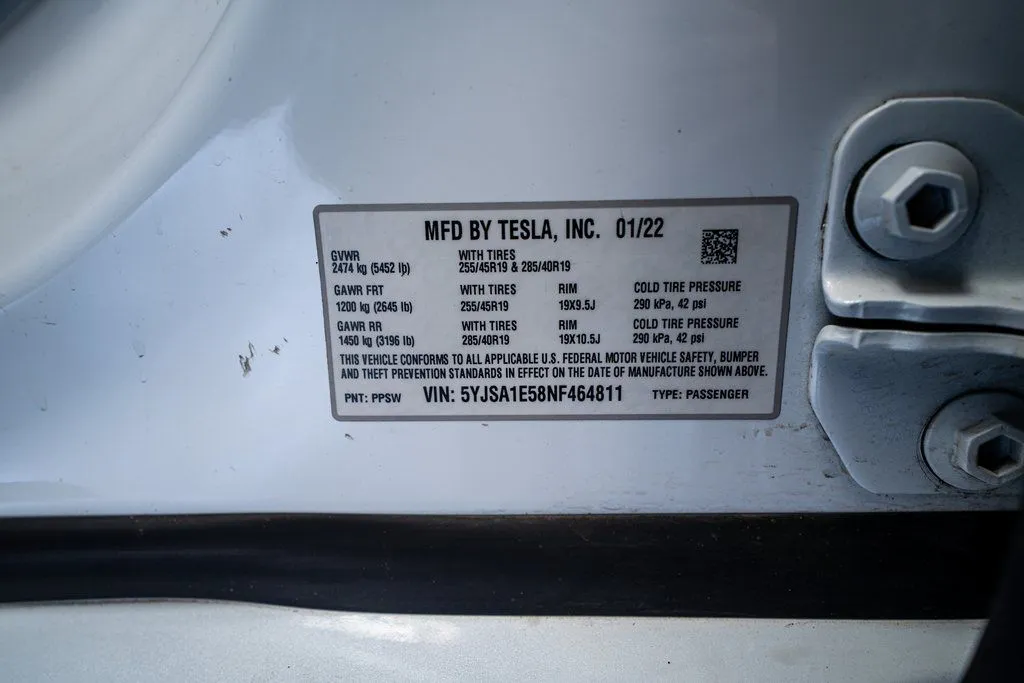 MFD BY TESLA, INC. 01/22
GVWR WITH TIRES
2474 kg (5452 lb) 255/45R19 & 285/40R19
GAWR FRT WITH TIRES RIM COLD TIRE PRESSURE
1200 kg (2645 lb) 255/45R19 19X9.5J 290 kPa, 42 psi
GAWR RR WITH TIRES RIM COLD TIRE PRESSURE
1450 kg (3196 lb) 285/40R19 19X10.5J 290 kPa, 42 psi
THIS VEHICLE CONFORMS TO ALL APPLICABLE U.S. FEDERAL MOTOR VEHICLE SAFETY, BUMPER
AND THEFT PREVENTION STANDARDS IN EFFECT ON THE DATE OF MANUFACTURE SHOWN ABOVE.
PNT: PPSW VIN: 5YJSA1E58NF464811 TYPE: PASSENGER